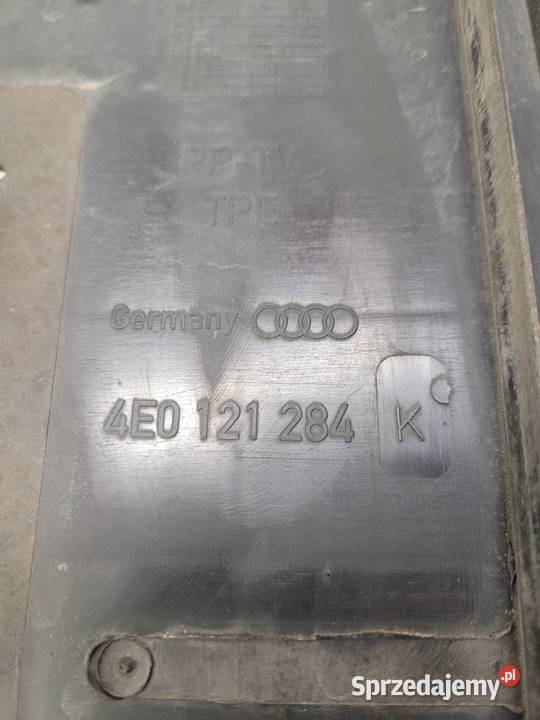 >PP-TV<
TPE
Germany
4E0 121 284 K
Sprzedajemy.pl